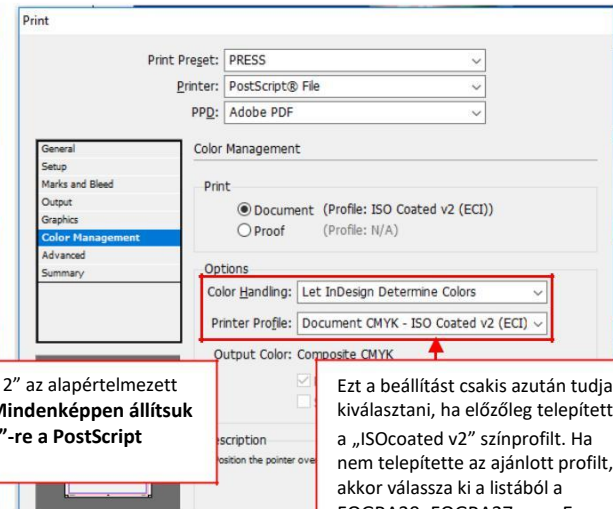 Print
Print Preset: PRESS
Printer: PostScript® File
PPD: Adobe PDF
General
Setup
Marks and Bleed
Output
Graphics
Color Management
Advanced
Summary
Color Management
Print
Document (Profile: ISO Coated v2 (ECI))
Proof (Profile: N/A)
Options
Color Handling: Let InDesign Determine Colors
Printer Profile: Document CMYK - ISO Coated v2 (ECI)
Output Color: Composite CMYK
2” az alapértelmezett
Mindenképpen állítsuk
”-re a PostScript
Position the pointer over
Ezt a beállítást csakis azután tudja
kiválasztani, ha előzőleg telepített
a „ISOcoated v2” színprofilt. Ha
nem telepítette az ajánlott profilt,
akkor válassza ki a listából a